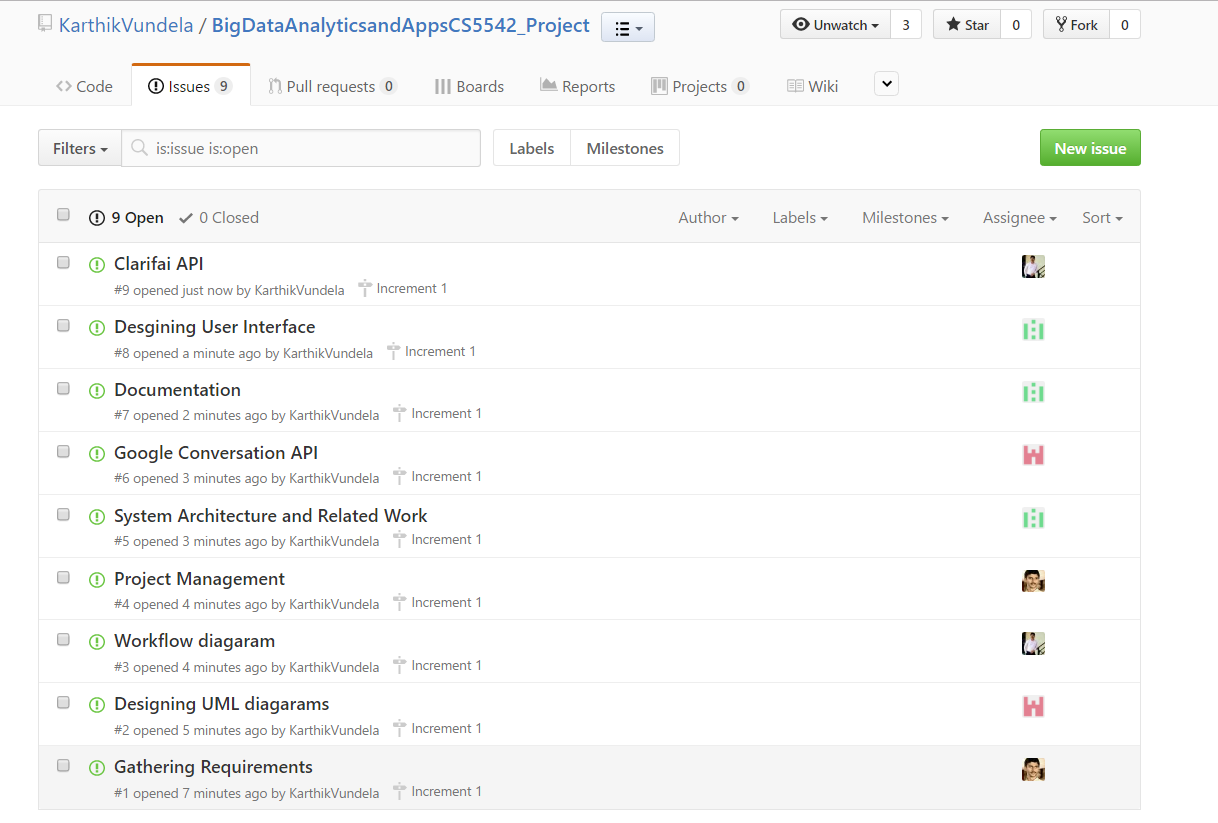 KarthikVundela / BigDataAnalyticsandAppsCS5542_Project Unwatch 3 Star 0 Fork 0
Code Issues 9 Pull requests 0 Boards Reports Projects 0 Wiki
Filters is:issue is:open Labels Milestones New issue
9 Open 0 Closed Author Labels Milestones Assignee Sort
Clarifai API
#9 opened just now by KarthikVundela Increment 1
Desgining User Interface
#8 opened a minute ago by KarthikVundela Increment 1
Documentation
#7 opened 2 minutes ago by KarthikVundela Increment 1
Google Conversation API
#6 opened 3 minutes ago by KarthikVundela Increment 1
System Architecture and Related Work
#5 opened 3 minutes ago by KarthikVundela Increment 1
Project Management
#4 opened 4 minutes ago by KarthikVundela Increment 1
Workflow diagaram
#3 opened 4 minutes ago by KarthikVundela Increment 1
Designing UML diagarams
#2 opened 5 minutes ago by KarthikVundela Increment 1
Gathering Requirements
#1 opened 7 minutes ago by KarthikVundela Increment 1